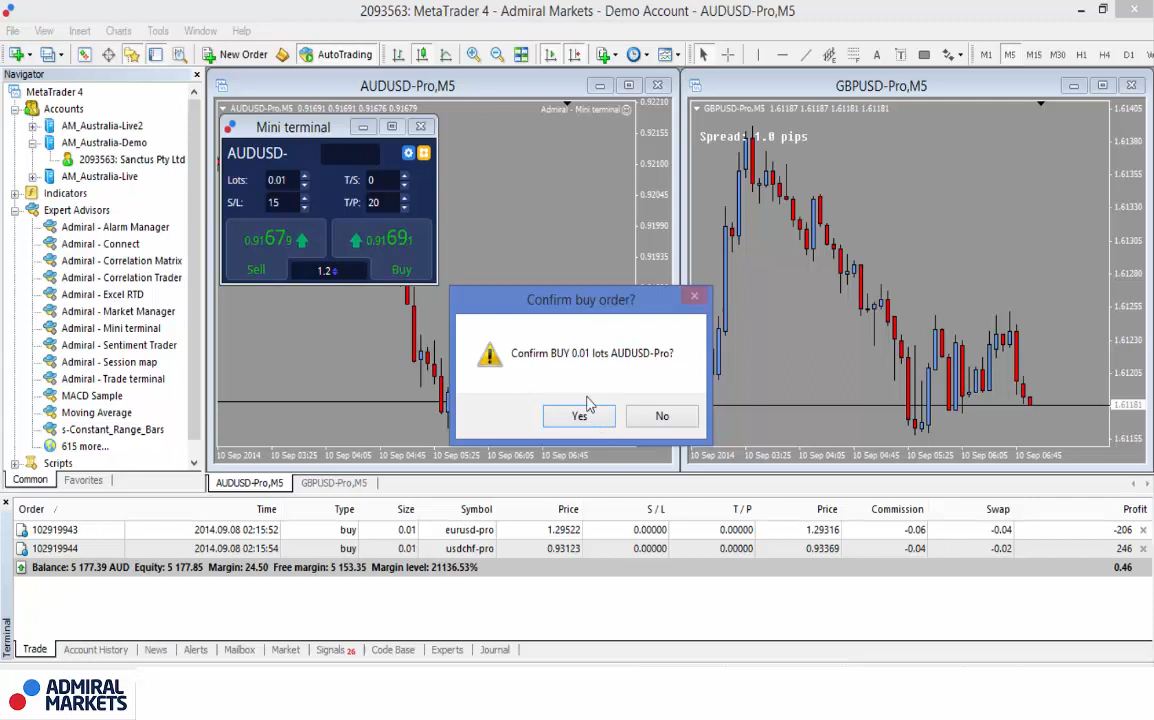 2093563: MetaTrader 4 - Admiral Markets - Demo Account - AUDUSD-Pro,M5
File View Insert Charts Tools Window Help
New Order AutoTrading A T M1 M5 M15 M30 H1 H4 D1
Navigator
MetaTrader 4
Accounts
AM_Australia-Live2
AM_Australia-Demo
2093563: Sanctus Pty Ltd
AM_Australia-Live
Indicators
Expert Advisors
Admiral - Alarm Manager
Admiral - Connect
Admiral - Correlation Matrix
Admiral - Correlation Trader
Admiral - Excel RTD
Admiral - Market Manager
Admiral - Mini terminal
Admiral - Sentiment Trader
Admiral - Session map
Admiral - Trade terminal
MACD Sample
Moving Average
s-Constant_Range_Bars
615 more...
Scripts
Common Favorites
AUDUSD-Pro,M5
AUDUSD-Pro,M5 0.91691 0.91691 0.91676 0.91679
Admiral - Mini terminal
0.92210
0.92155
0.92100
0.92045
0.91990
0.91935
Mini terminal
AUDUSD-
Lots: 0.01 T/S: 0
S/L: 15 T/P: 20
0.91679 0.91691
Sell 1.2 Buy
10 Sep 2014 10 Sep 03:25 10 Sep 04:05 10 Sep 04:45 10 Sep 05:25 10 Sep 06:05 10 Sep 06:45
GBPUSD-Pro,M5
GBPUSD-Pro,M5 1.61187 1.61187 1.61181 1.61181
Spread: 1.0 pips
1.61405
1.61380
1.61355
1.61330
1.61305
1.61280
1.61255
1.61230
1.61205
1.61181
1.61155
10 Sep 2014 10 Sep 03:25 10 Sep 04:05 10 Sep 04:45 10 Sep 05:25 10 Sep 06:05 10 Sep 06:45
Confirm buy order?
Confirm BUY 0.01 lots AUDUSD-Pro?
Yes No
AUDUSD-Pro,M5 GBPUSD-Pro,M5
Order / Time Type Size Symbol Price S / L T / P Price Commission Swap Profit
102919943 2014.09.08 02:15:52 buy 0.01 eurusd-pro 1.29522 0.00000 0.00000 1.29316 -0.06 -0.04 -206
102919944 2014.09.08 02:15:54 buy 0.01 usdchf-pro 0.93123 0.00000 0.00000 0.93369 -0.04 -0.02 246
Balance: 5 177.39 AUD Equity: 5 177.85 Margin: 24.50 Free margin: 5 153.35 Margin level: 21136.53% 0.46
Terminal
Trade Account History News Alerts Mailbox Market Signals 26 Code Base Experts Journal
ADMIRAL
MARKETS